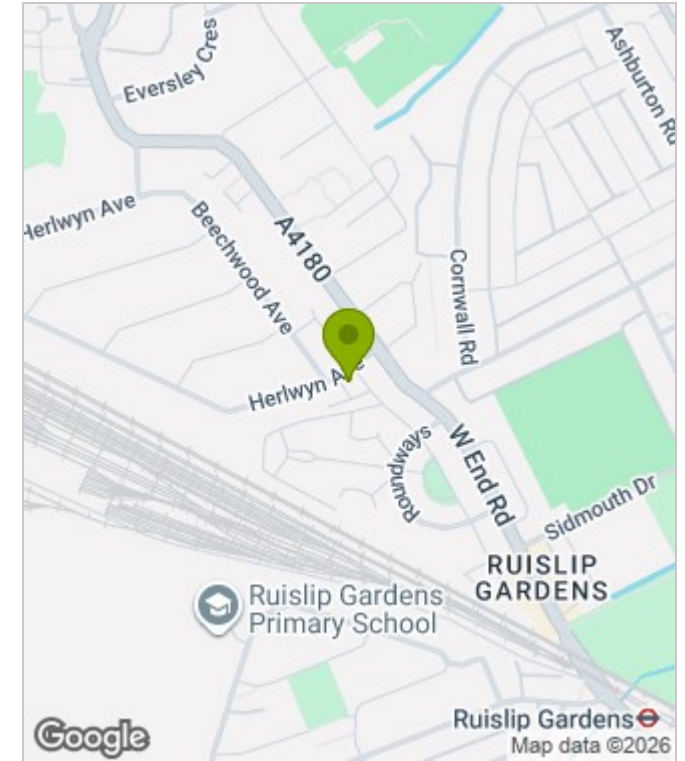 Eversley Cres
Ashburton Rd
Herlwyn Ave
Beechwood Ave
A4180
Cornwall Rd
Herlwyn Ave
Roundways
W End Rd
Sidmouth Dr
RUISLIP
GARDENS
Ruislip Gardens
Primary School
Ruislip Gardens
Google
Map data ©2026